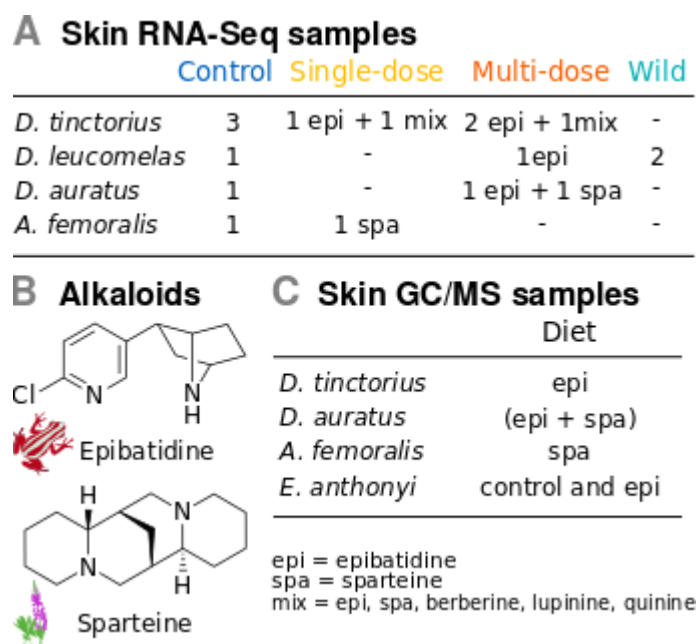 A Skin RNA-Seq samples
Control Single-dose Multi-dose Wild
D. tinctorius 3 1 epi + 1 mix 2 epi + 1mix -
D. leucomelas 1 - 1epi 2
D. auratus 1 - 1 epi + 1 spa -
A. femoralis 1 1 spa - -
B Alkaloids
Cl N N H
Epibatidine
H N N H
Sparteine
C Skin GC/MS samples
Diet
D. tinctorius epi
D. auratus (epi + spa)
A. femoralis spa
E. anthonyi control and epi
epi = epibatidine
spa = sparteine
mix = epi, spa, berberine, lupinine, quinine